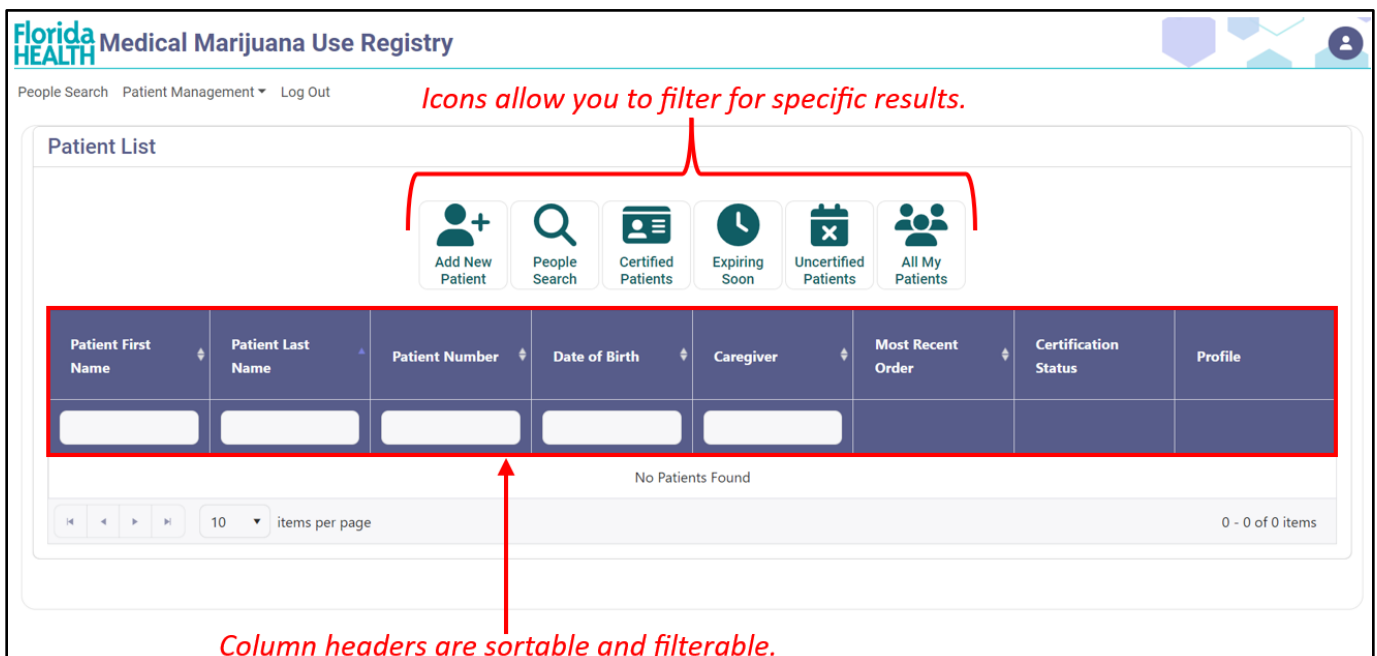 Florida
HEALTH
Medical Marijuana Use Registry
People Search Patient Management Log Out
Icons allow you to filter for specific results.
Patient List
Add New
Patient
People
Search
Certified
Patients
Expiring
Soon
Uncertified
Patients
All My
Patients
Patient First
Name
Patient Last
Name
Patient Number
Date of Birth
Caregiver
Most Recent
Order
Certification
Status
Profile
No Patients Found
10 items per page
0 - 0 of 0 items
Column headers are sortable and filterable.